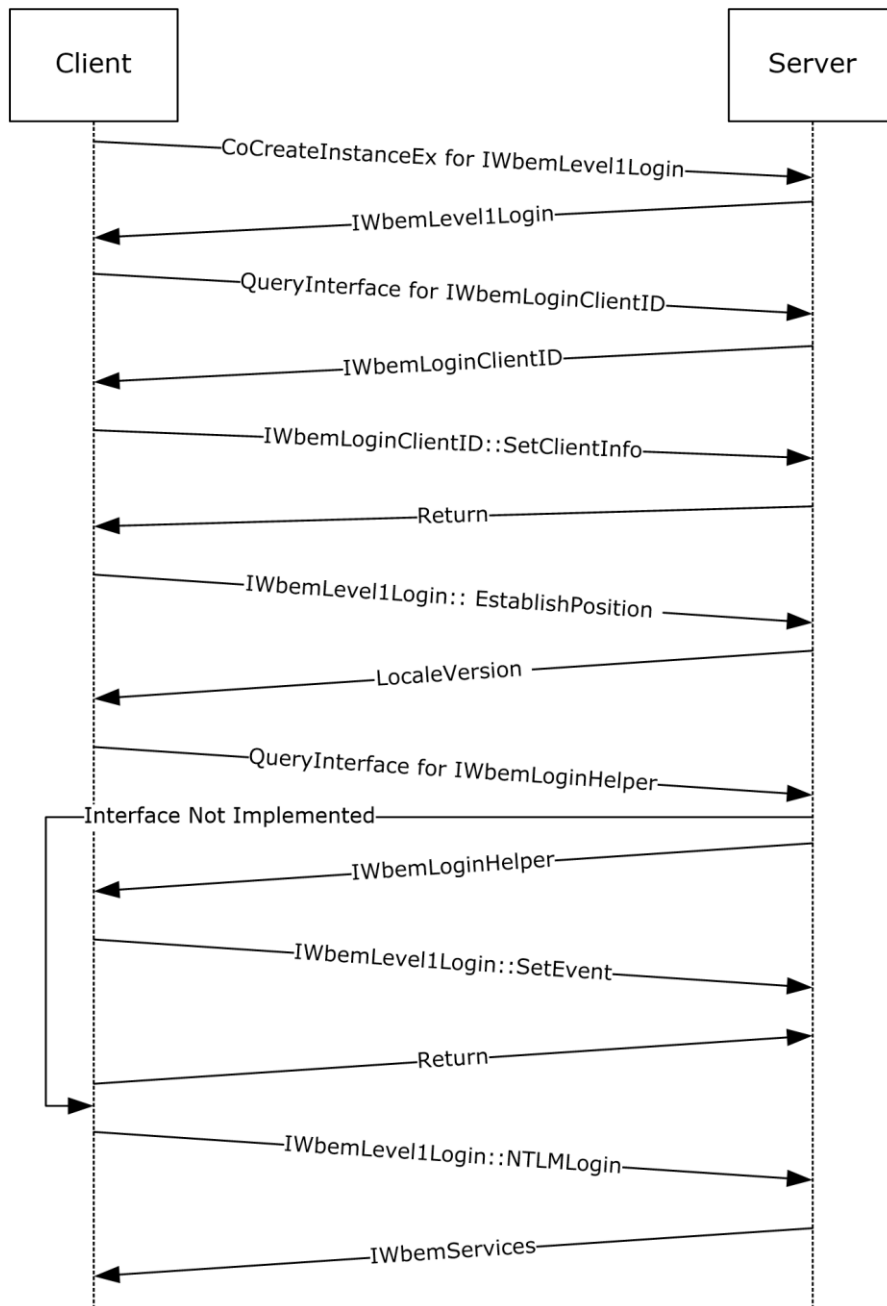 Client
Server
CoCreateInstanceEx for IWbemLevel1Login
IWbemLevel1Login
QueryInterface for IWbemLoginClientID
IWbemLoginClientID
IWbemLoginClientID::SetClientInfo
Return
IWbemLevel1Login:: EstablishPosition
LocaleVersion
QueryInterface for IWbemLoginHelper
Interface Not Implemented
IWbemLoginHelper
IWbemLevel1Login::SetEvent
Return
IWbemLevel1Login::NTLMLogin
IWbemServices